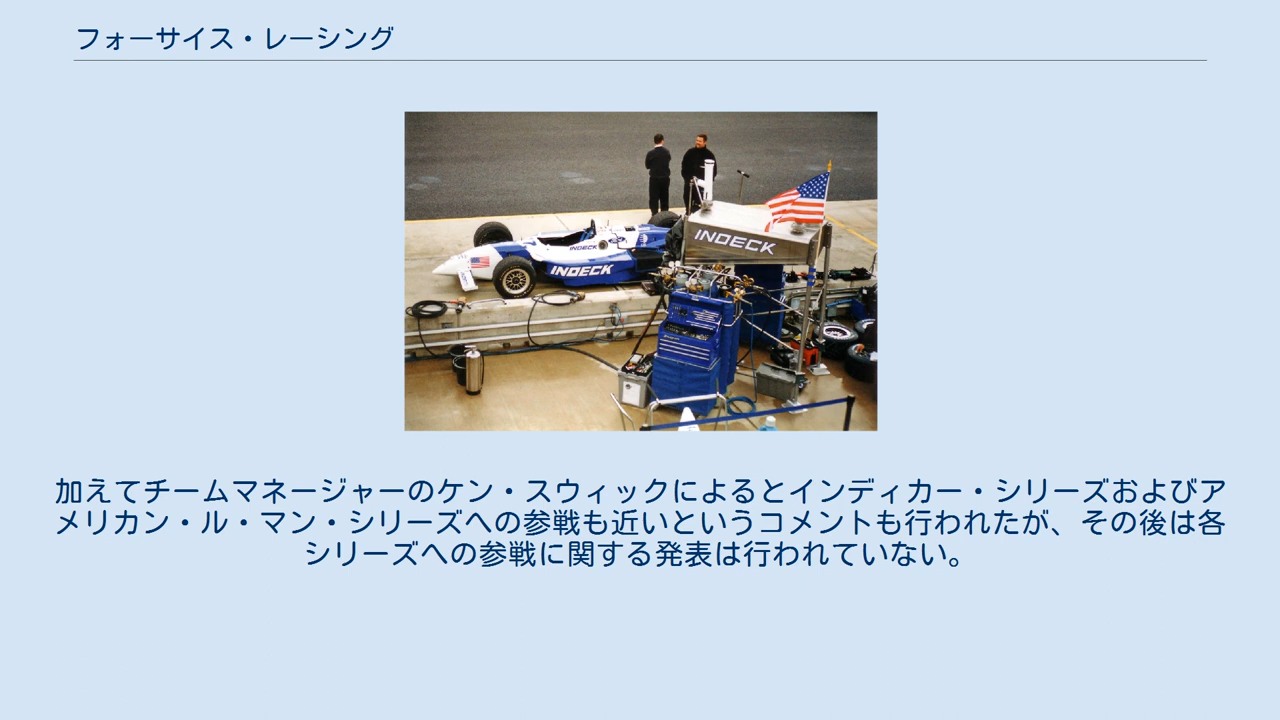 フォーサイス・レーシング
INDECK
INDECK
INDECK
加えてチームマネージャーのケン・スウィックによるとインディカー・シリーズおよびア
メリカン・ル・マン・シリーズへの参戦も近いというコメントも行われたが、その後は各
シリーズへの参戦に関する発表は行われていない。